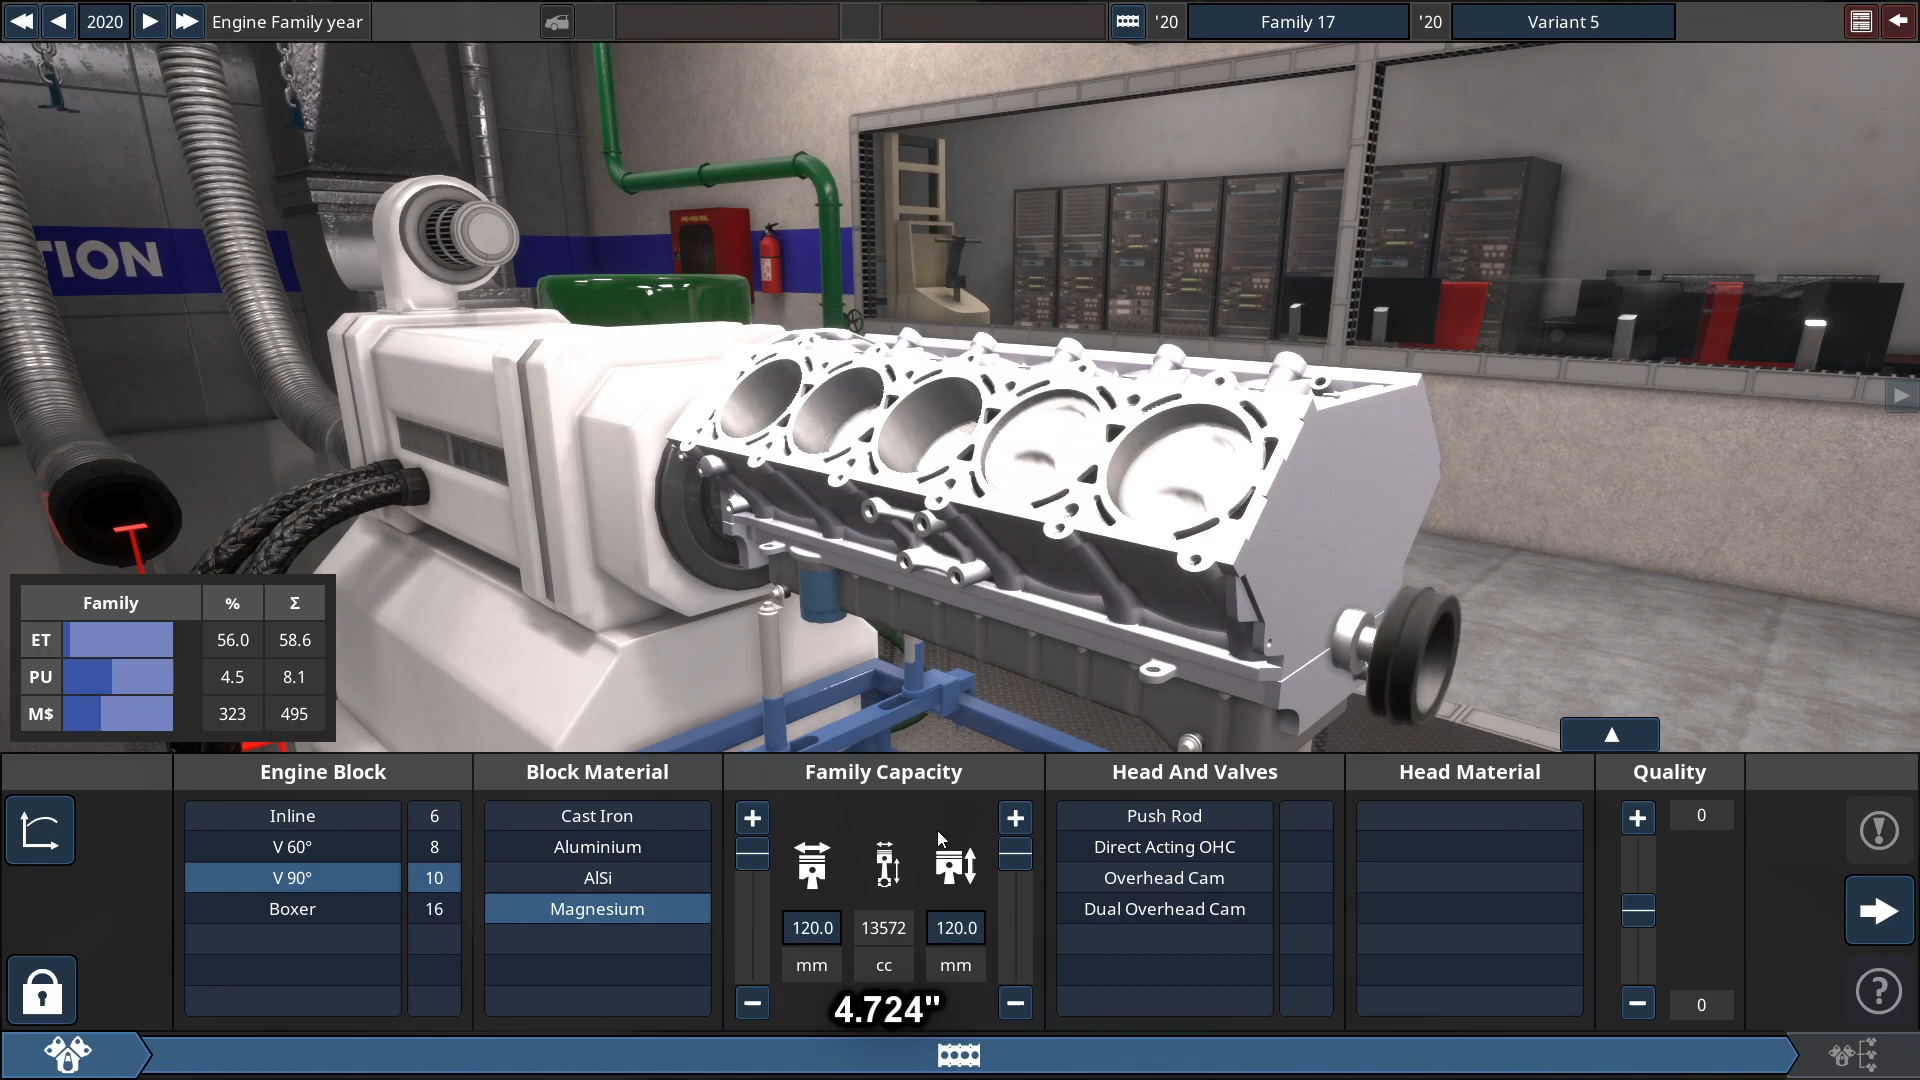 2020 Engine Family year '20 Family 17 '20 Variant 5
TION
Family % Σ
ET 56.0 58.6
PU 4.5 8.1
M$ 323 495
Engine Block Block Material Family Capacity Head And Valves Head Material Quality
Inline 6
V 60° 8
V 90° 10
Boxer 16
Cast Iron
Aluminium
AlSi
Magnesium
120.0 13572 120.0
mm cc mm
4.724"
Push Rod
Direct Acting OHC
Overhead Cam
Dual Overhead Cam
0
0